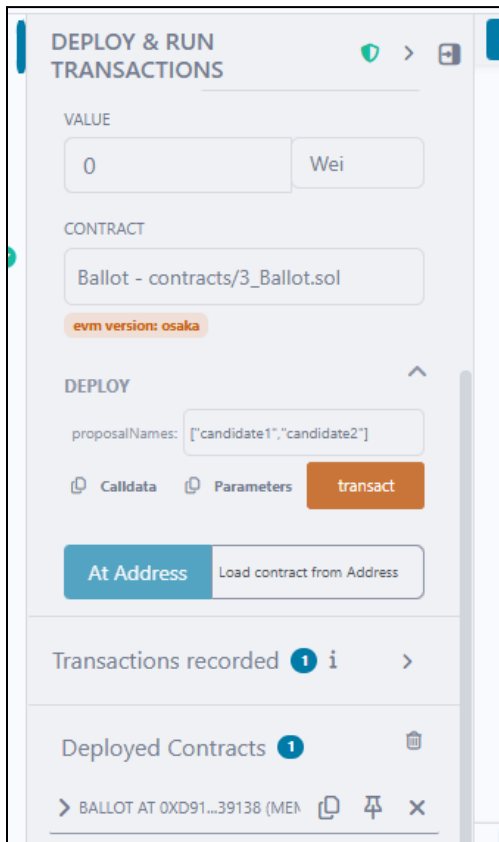 DEPLOY & RUN
TRANSACTIONS
VALUE
0 Wei
CONTRACT
Ballot - contracts/3_Ballot.sol
evm version: osaka
DEPLOY
proposalNames: ["candidate1","candidate2"]
Calldata Parameters transact
At Address Load contract from Address
Transactions recorded 1 i
Deployed Contracts 1
BALLOT AT 0XD91...39138 (MEM